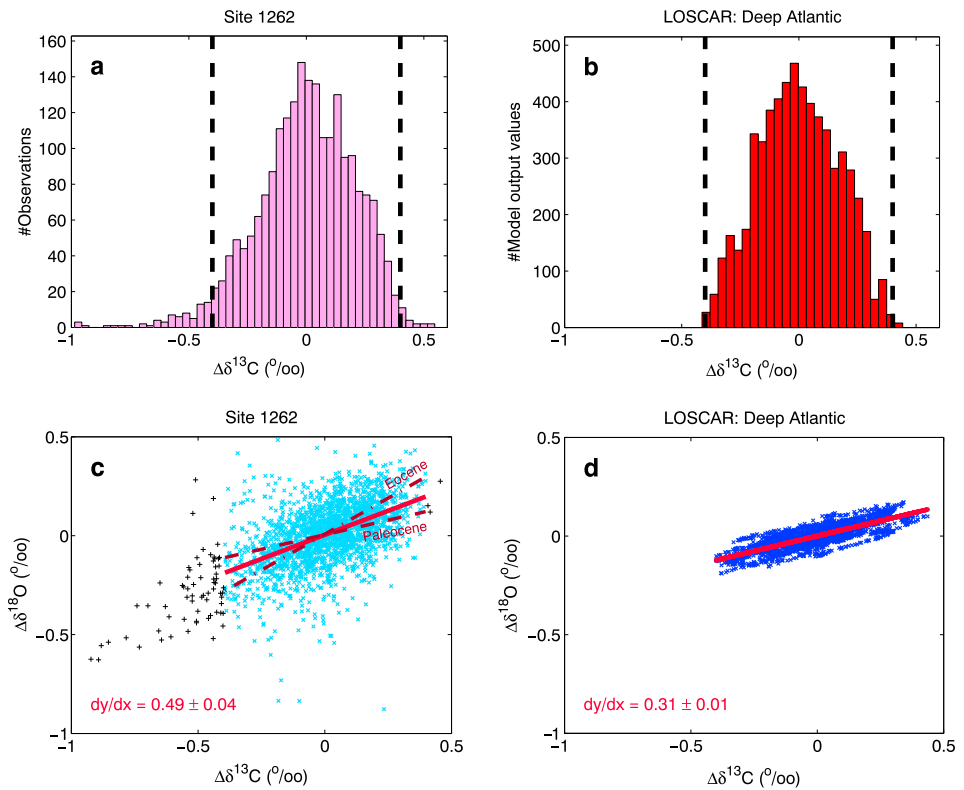 Site 1262
LOSCAR: Deep Atlantic
a
b
160
140
120
100
80
60
40
20
0
#Observations
500
400
300
200
100
0
#Model output values
−1
−0.5
0
0.5
Δδ¹³C (º/oo)
−1
−0.5
0
0.5
Δδ¹³C (º/oo)
Site 1262
LOSCAR: Deep Atlantic
c
d
0.5
0
−0.5
−1
Δδ¹⁸O (º/oo)
Eocene
Paleocene
dy/dx = 0.49 ± 0.04
0.5
0
−0.5
−1
Δδ¹⁸O (º/oo)
dy/dx = 0.31 ± 0.01
−1
−0.5
0
0.5
Δδ¹³C (º/oo)
−1
−0.5
0
0.5
Δδ¹³C (º/oo)